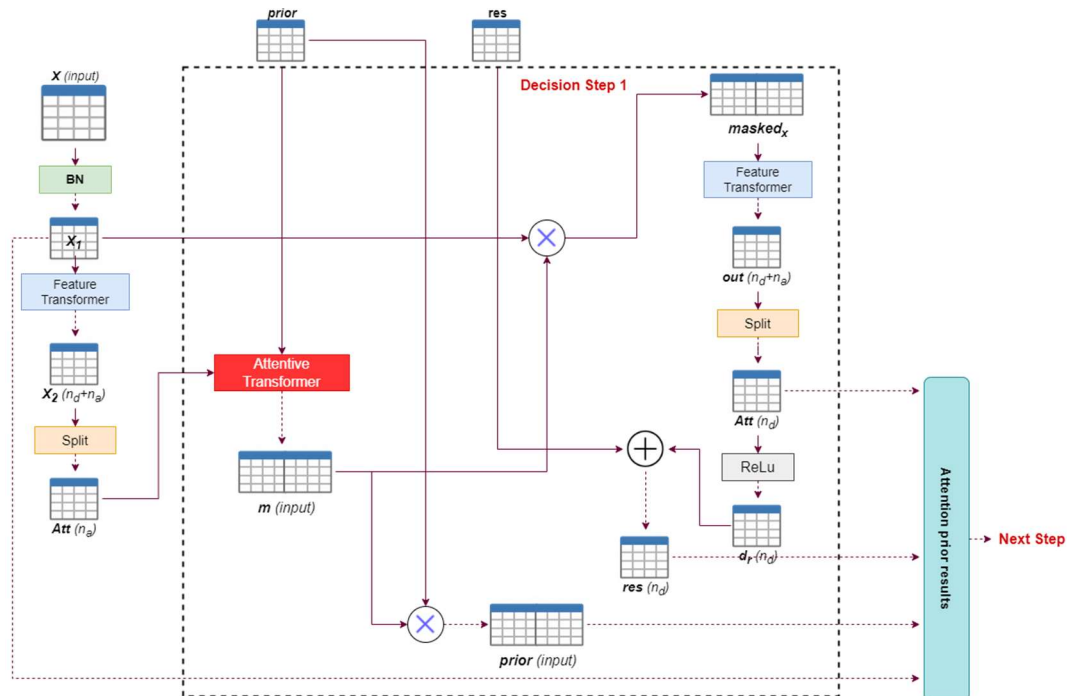 prior
res
X (input)
Decision Step 1
masked_x
BN
Feature
Transformer
X_1
Feature
Transformer
out (n_d+n_a)
Split
Attentive
Transformer
X_2 (n_d+n_a)
Att (n_d)
Split
ReLu
m (input)
Att (n_a)
d_r (n_d)
res (n_d)
prior (input)
Attention prior results
Next Step